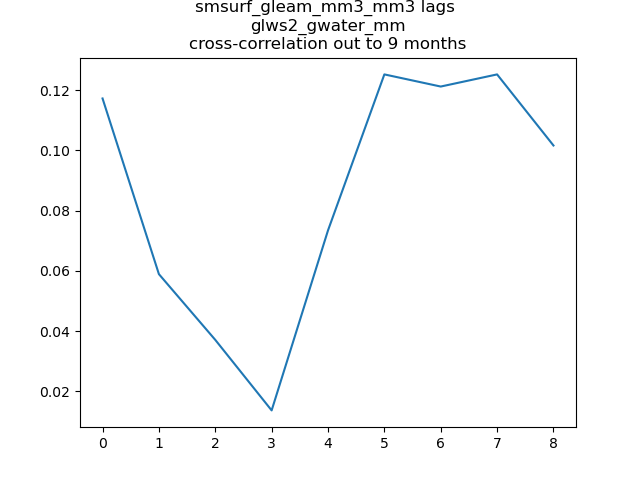 smsurf_gleam_mm3_mm3 lags
glws2_gwater_mm
cross-correlation out to 9 months
0.12
0.10
0.08
0.06
0.04
0.02
0 1 2 3 4 5 6 7 8